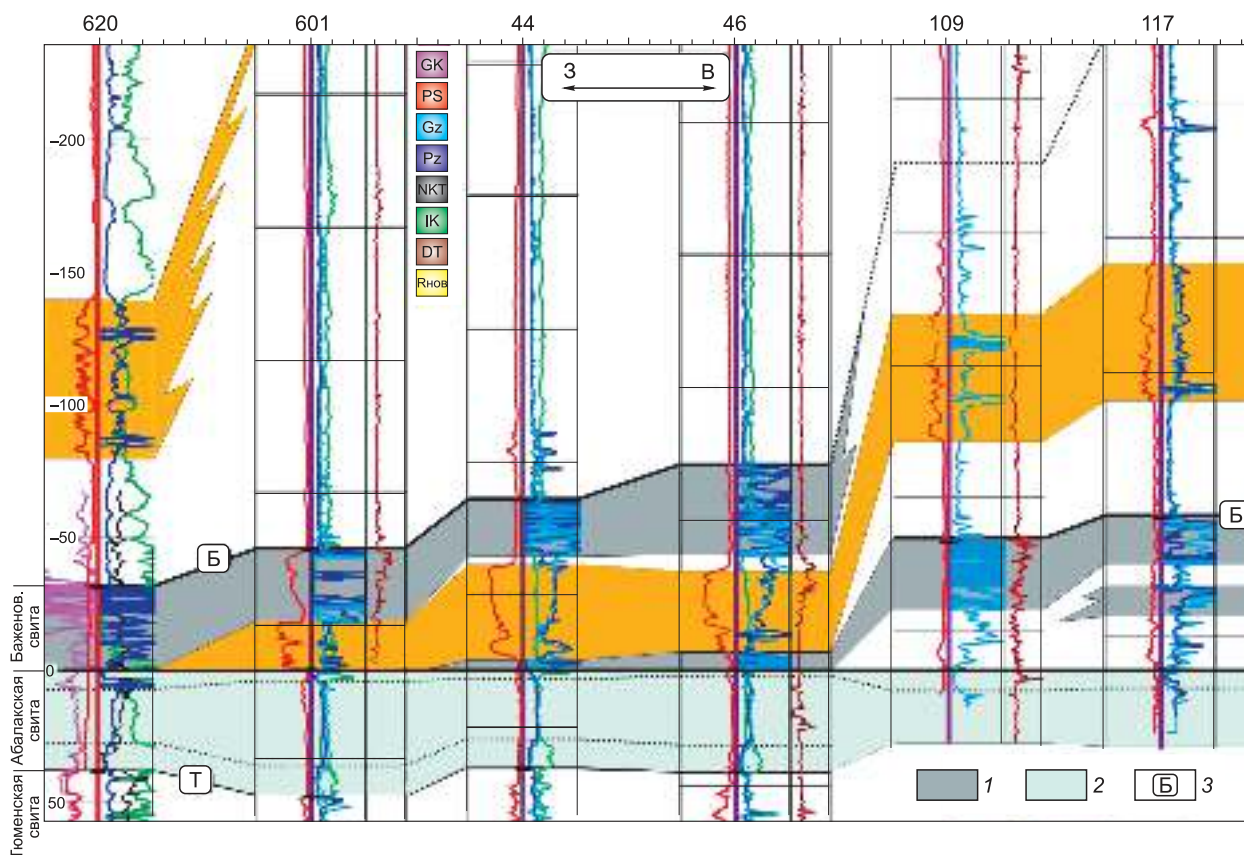 620 601 44 46 109 117
GK
PS
Gz
Pz
NKT
IK
DT
Rнов
З В
–200
–150
–100
–50
0
50
Б
Б
Т
Баженов.
свита
Абалакская
свита
Тюменская
свита
1 2 Б 3